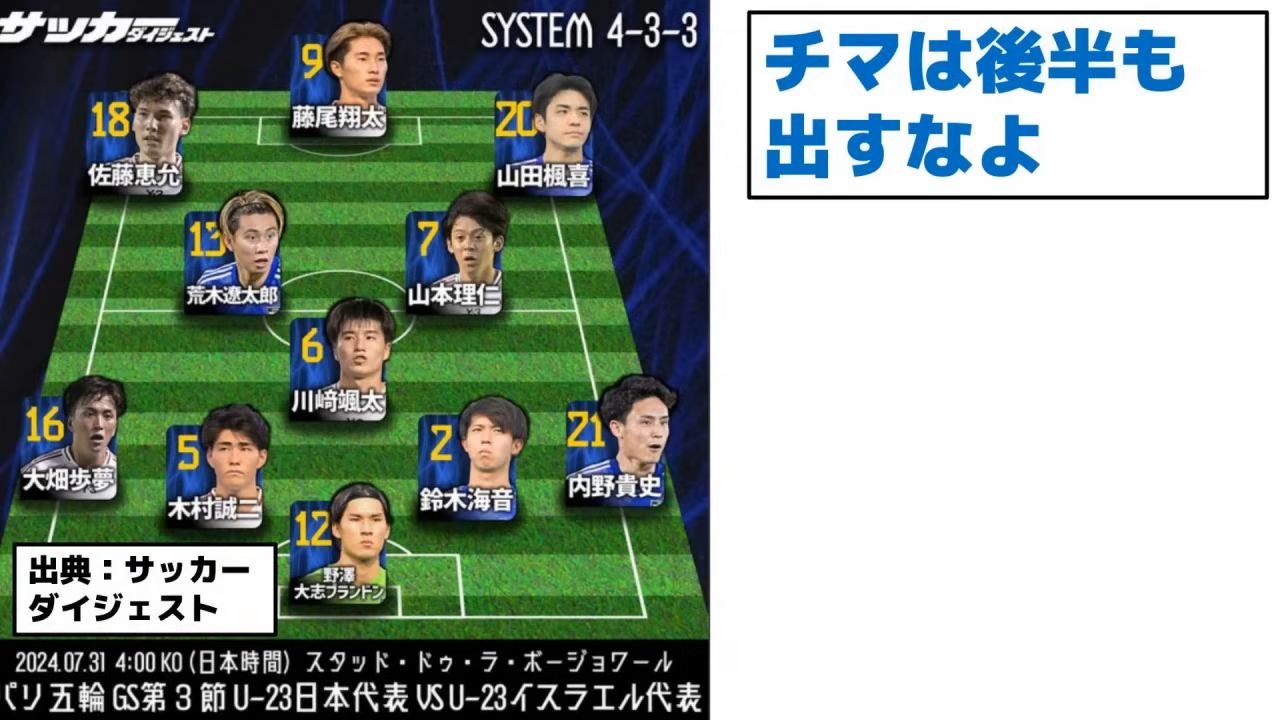 サッカーダイジェスト
SYSTEM 4-3-3
チマは後半も
出すなよ
9
藤尾翔太
18
佐藤恵允
20
山田楓喜
13
荒木遼太郎
7
山本理仁
6
川﨑颯太
16
大畑歩夢
5
木村誠二
2
鈴木海音
21
内野貴史
12
野澤
大志ブランドン
出典：サッカー
ダイジェスト
2024.07.31 4:00 KO（日本時間）スタッド・ドゥ・ラ・ボージョワール
パリ五輪 GS第３節 U-23日本代表 VS U-23イスラエル代表